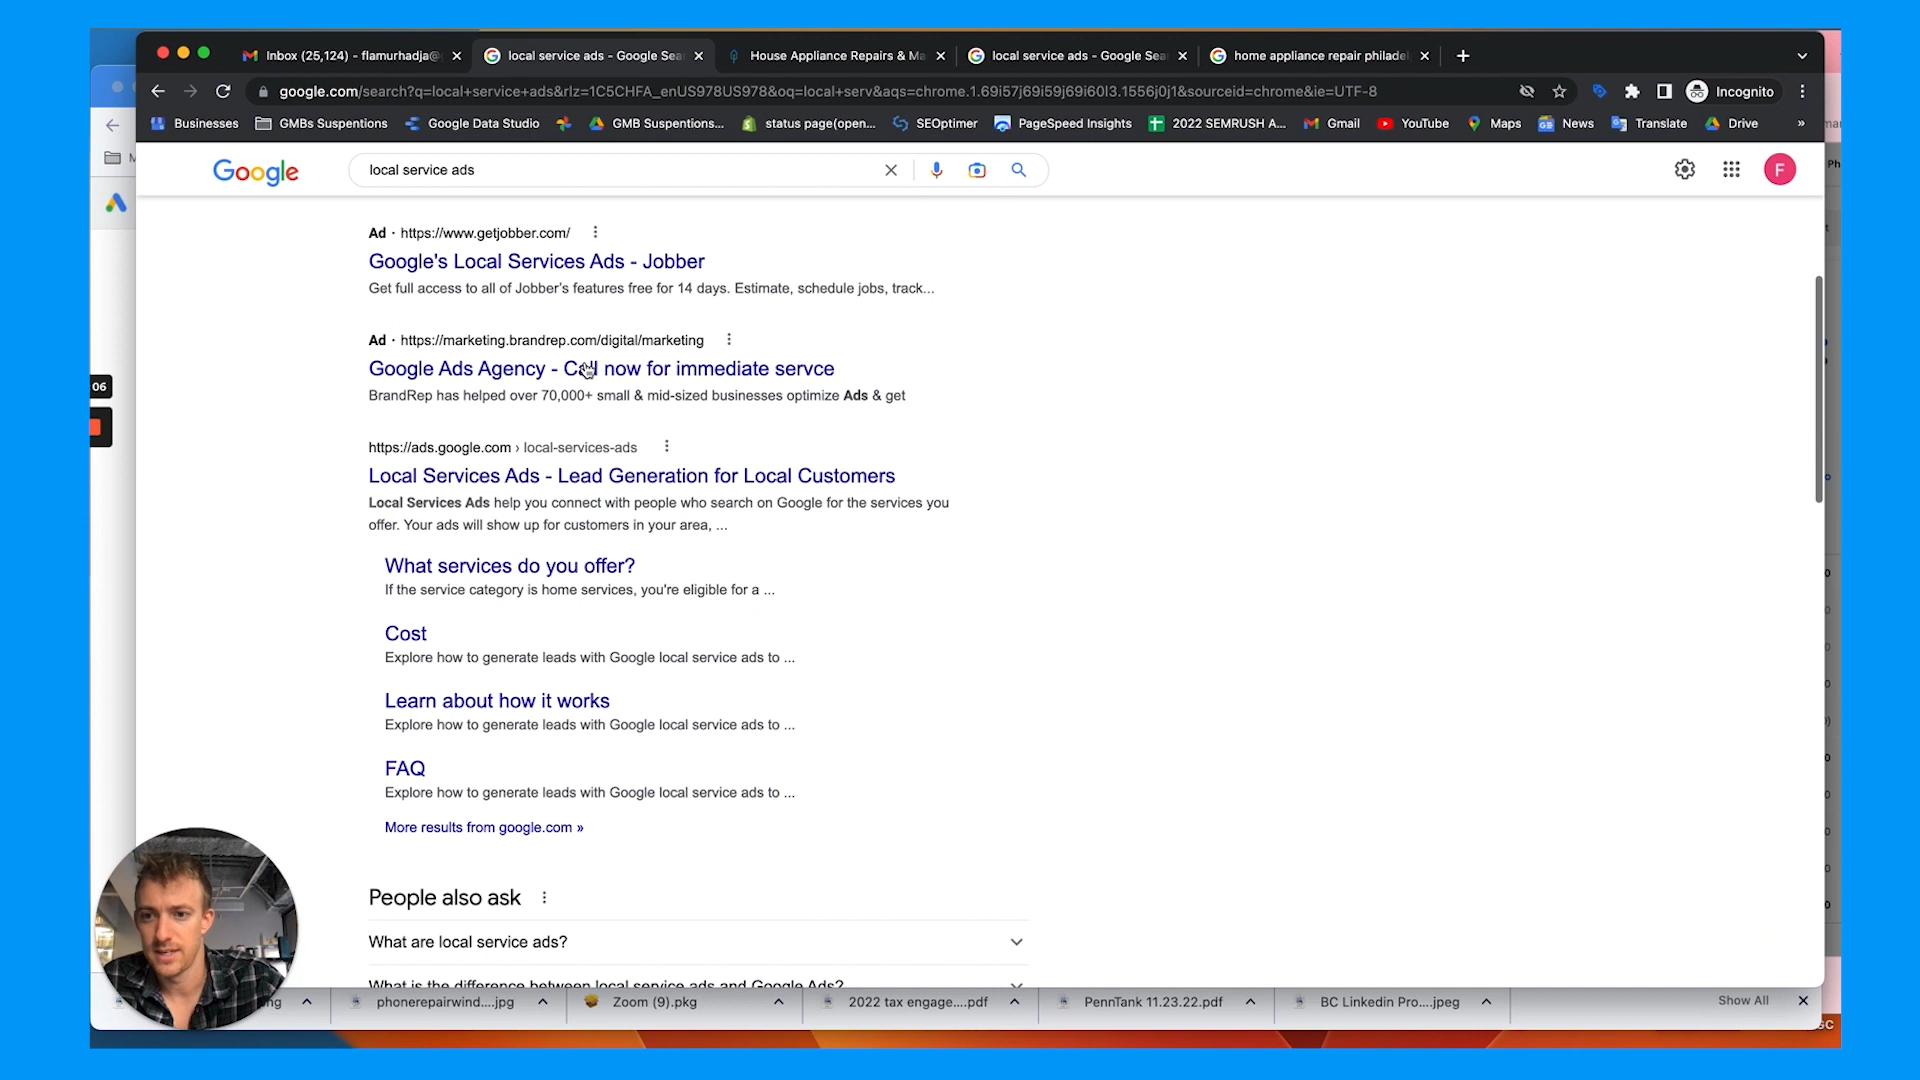 Inbox (25,124) - flamurhadja@
local service ads - Google Sea
House Appliance Repairs & Ma
local service ads - Google Sea
home appliance repair philadel
google.com/search?q=local+service+ads&rlz=1C5CHFA_enUS978US978&oq=local+serv&aqs=chrome.1.69i57j69i59j69i60l3.1556j0j1&sourceid=chrome&ie=UTF-8
Incognito
Businesses
GMBs Suspentions
Google Data Studio
GMB Suspentions...
status page(open...
SEOptimer
PageSpeed Insights
2022 SEMRUSH A...
Gmail
YouTube
Maps
News
Translate
Drive
»
Google
local service ads
F
Ad · https://www.getjobber.com/
Google's Local Services Ads - Jobber
Get full access to all of Jobber's features free for 14 days. Estimate, schedule jobs, track...
Ad · https://marketing.brandrep.com/digital/marketing
Google Ads Agency - Call now for immediate servce
BrandRep has helped over 70,000+ small & mid-sized businesses optimize Ads & get
06
https://ads.google.com › local-services-ads
Local Services Ads - Lead Generation for Local Customers
Local Services Ads help you connect with people who search on Google for the services you
offer. Your ads will show up for customers in your area, ...
What services do you offer?
If the service category is home services, you're eligible for a ...
Cost
Explore how to generate leads with Google local service ads to ...
Learn about how it works
Explore how to generate leads with Google local service ads to ...
FAQ
Explore how to generate leads with Google local service ads to ...
More results from google.com »
People also ask
What are local service ads?
What is the difference between local service ads and Google Ads?
ng
phonerepairwind....jpg
Zoom (9).pkg
2022 tax engage....pdf
PennTank 11.23.22.pdf
BC Linkedin Pro....jpeg
Show All